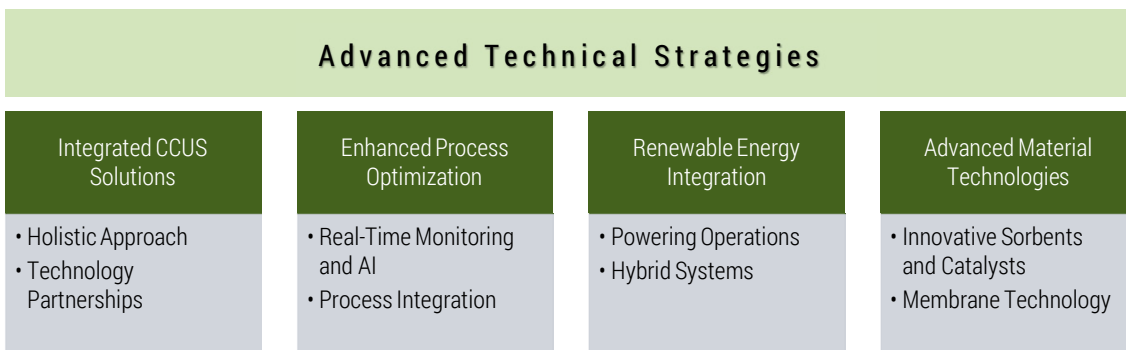 Advanced Technical Strategies
Integrated CCUS
Solutions
• Holistic Approach
• Technology
Partnerships
Enhanced Process
Optimization
• Real-Time Monitoring
and AI
• Process Integration
Renewable Energy
Integration
• Powering Operations
• Hybrid Systems
Advanced Material
Technologies
• Innovative Sorbents
and Catalysts
• Membrane Technology